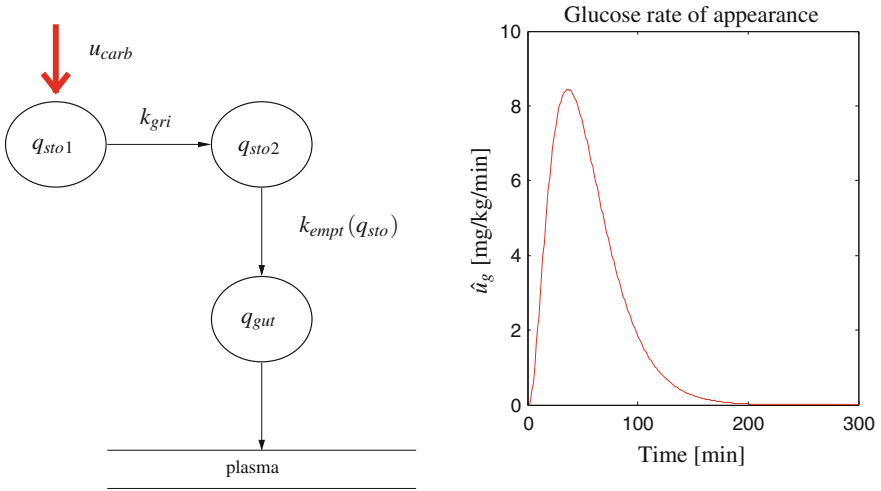 u_carb
q_sto1
k_gri
q_sto2
k_empt(q_sto)
q_gut
plasma
Glucose rate of appearance
10
8
6
4
2
0
û_g [mg/kg/min]
0 100 200 300
Time [min]